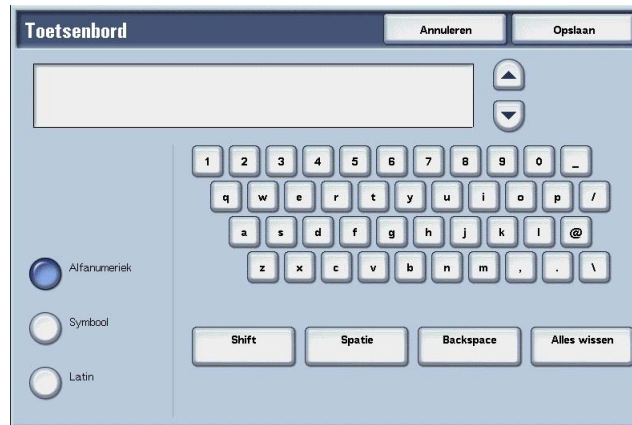 Toetsenbord Annuleren Opslaan
1 2 3 4 5 6 7 8 9 0 _
q w e r t y u i o p /
a s d f g h j k l @
z x c v b n m , . \
Alfanumeriek
Symbool
Latin
Shift Spatie Backspace Alles wissen